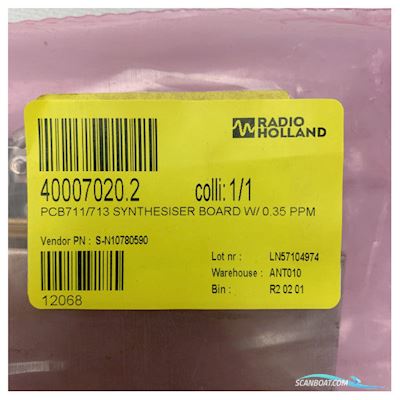 RADIO
HOLLAND
40007020.2 colli: 1/1
PCB711/713 SYNTHESISER BOARD W/ 0.35 PPM
Vendor PN : S-N10780590
Lot nr : LN57104974
Warehouse : ANT010
Bin : R2 02 01
12068
SCANBOAT.COM